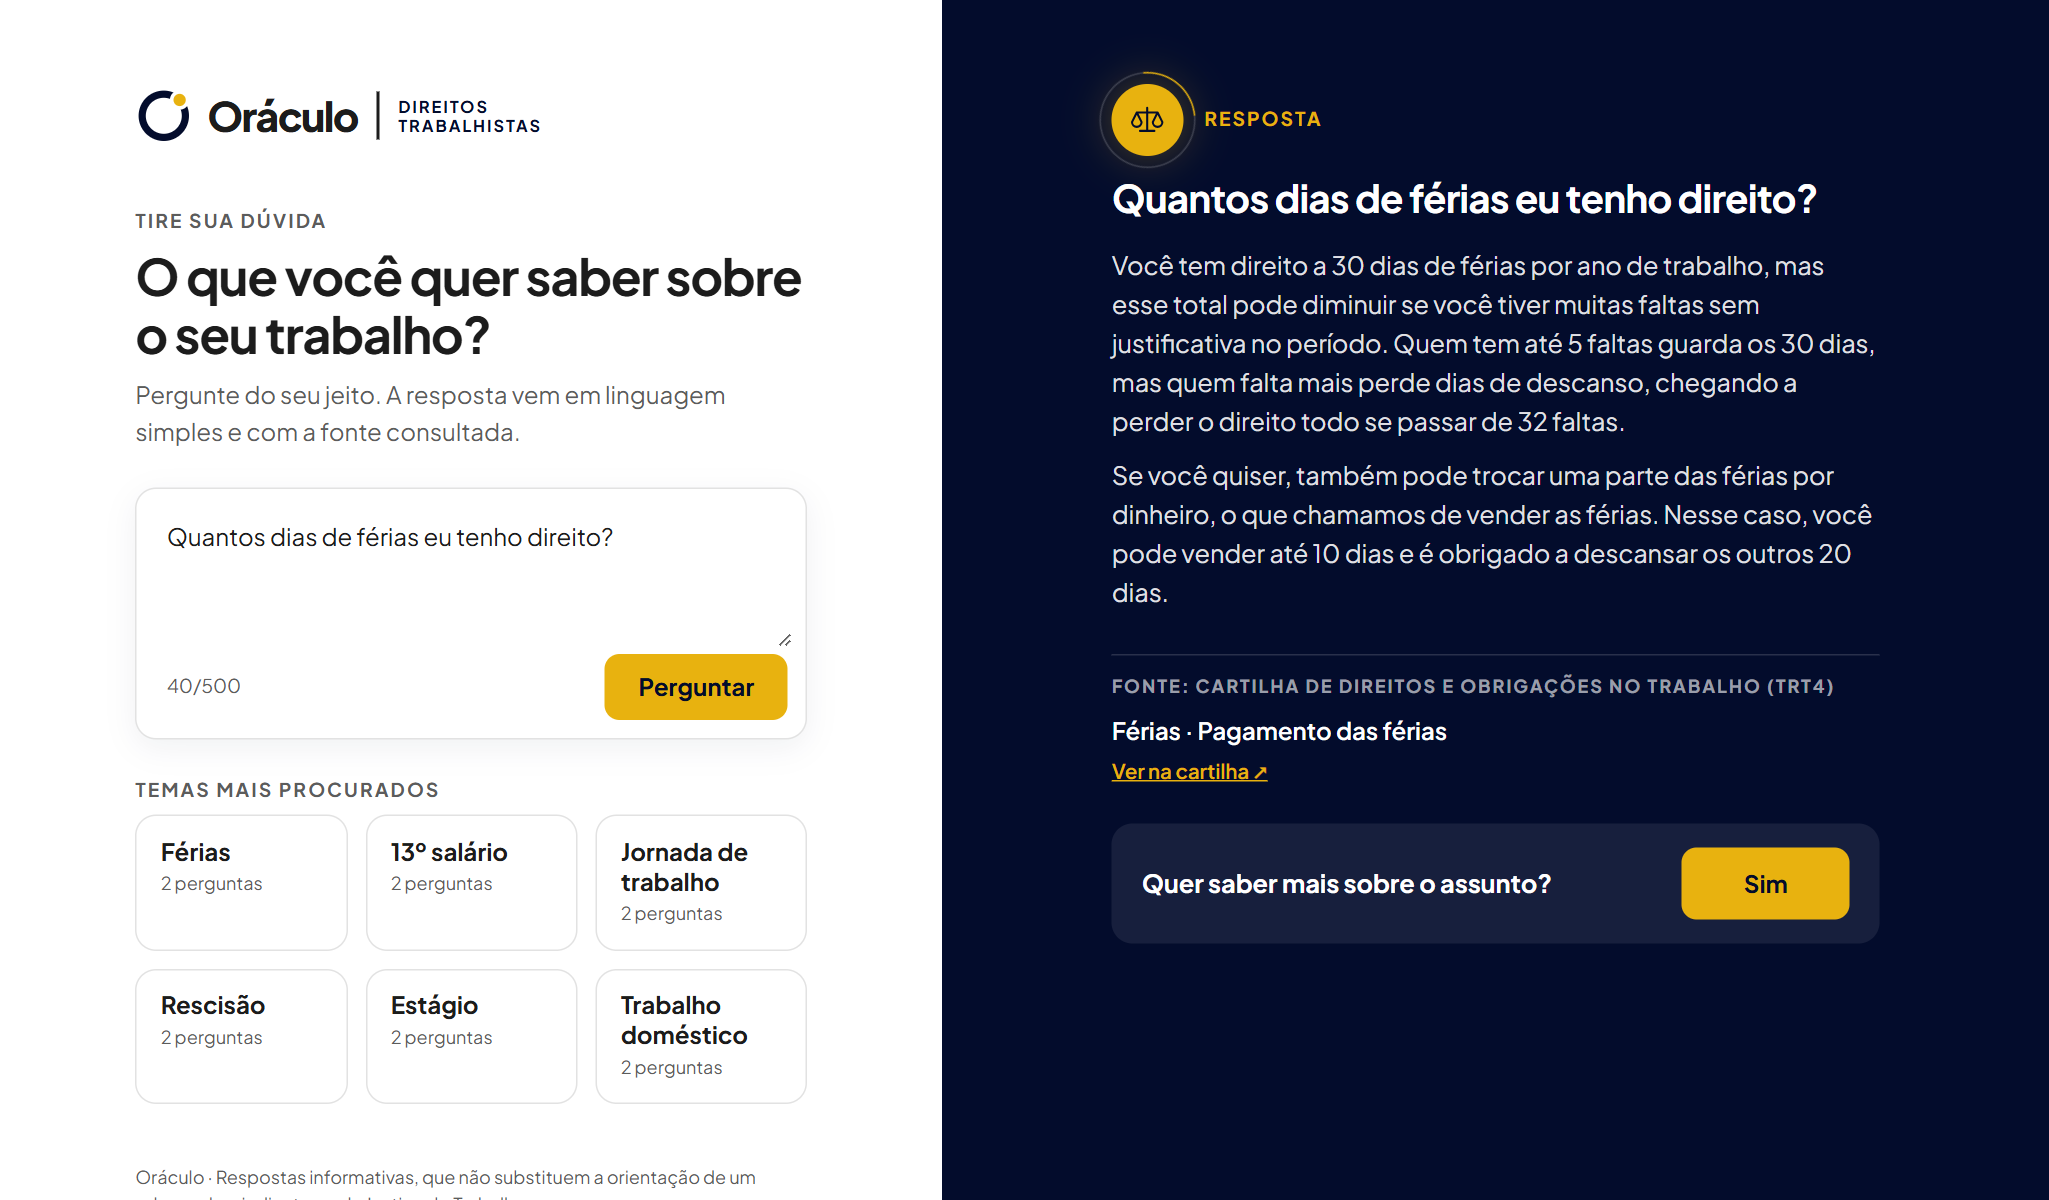 Oráculo
DIREITOS
TRABALHISTAS
TIRE SUA DÚVIDA
O que você quer saber sobre
o seu trabalho?
Pergunte do seu jeito. A resposta vem em linguagem
simples e com a fonte consultada.
Quantos dias de férias eu tenho direito?
40/500
Perguntar
TEMAS MAIS PROCURADOS
Férias
2 perguntas
13º salário
2 perguntas
Jornada de
trabalho
2 perguntas
Rescisão
2 perguntas
Estágio
2 perguntas
Trabalho
doméstico
2 perguntas
Oráculo · Respostas informativas, que não substituem a orientação de um
RESPOSTA
Quantos dias de férias eu tenho direito?
Você tem direito a 30 dias de férias por ano de trabalho, mas
esse total pode diminuir se você tiver muitas faltas sem
justificativa no período. Quem tem até 5 faltas guarda os 30 dias,
mas quem falta mais perde dias de descanso, chegando a
perder o direito todo se passar de 32 faltas.
Se você quiser, também pode trocar uma parte das férias por
dinheiro, o que chamamos de vender as férias. Nesse caso, você
pode vender até 10 dias e é obrigado a descansar os outros 20
dias.
FONTE: CARTILHA DE DIREITOS E OBRIGAÇÕES NO TRABALHO (TRT4)
Férias · Pagamento das férias
Ver na cartilha ↗
Quer saber mais sobre o assunto?
Sim